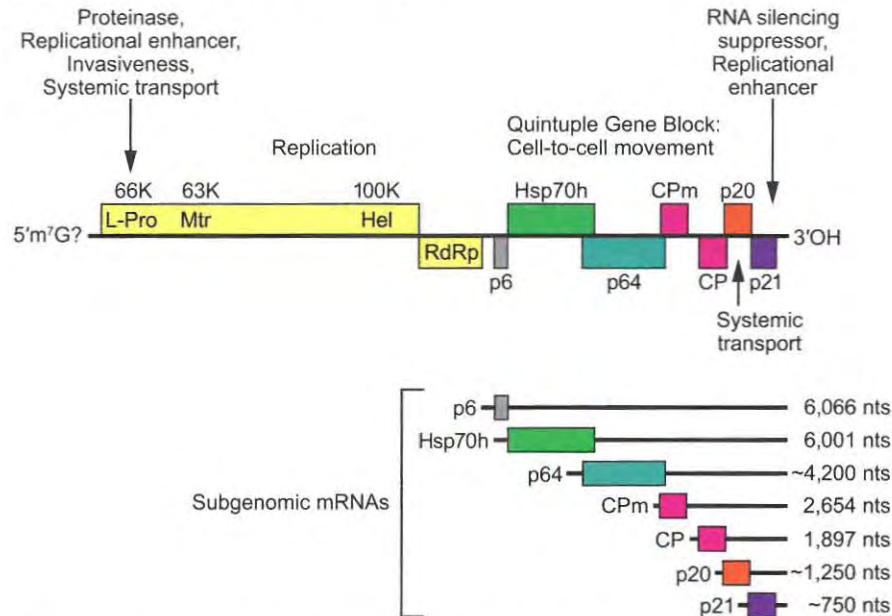 Proteinase,
Replicational enhancer,
Invasiveness,
Systemic transport
RNA silencing
suppressor,
Replicational
enhancer
Replication
Quintuple Gene Block:
Cell-to-cell movement
66K 63K 100K
Hsp70h CPm p20
L-Pro Mtr Hel
5'm⁷G? 3'OH
RdRp
p6 p64 CP p21
Systemic
transport
Subgenomic mRNAs
p6 6,066 nts
Hsp70h 6,001 nts
p64 ~4,200 nts
CPm 2,654 nts
CP 1,897 nts
p20 ~1,250 nts
p21 ~750 nts